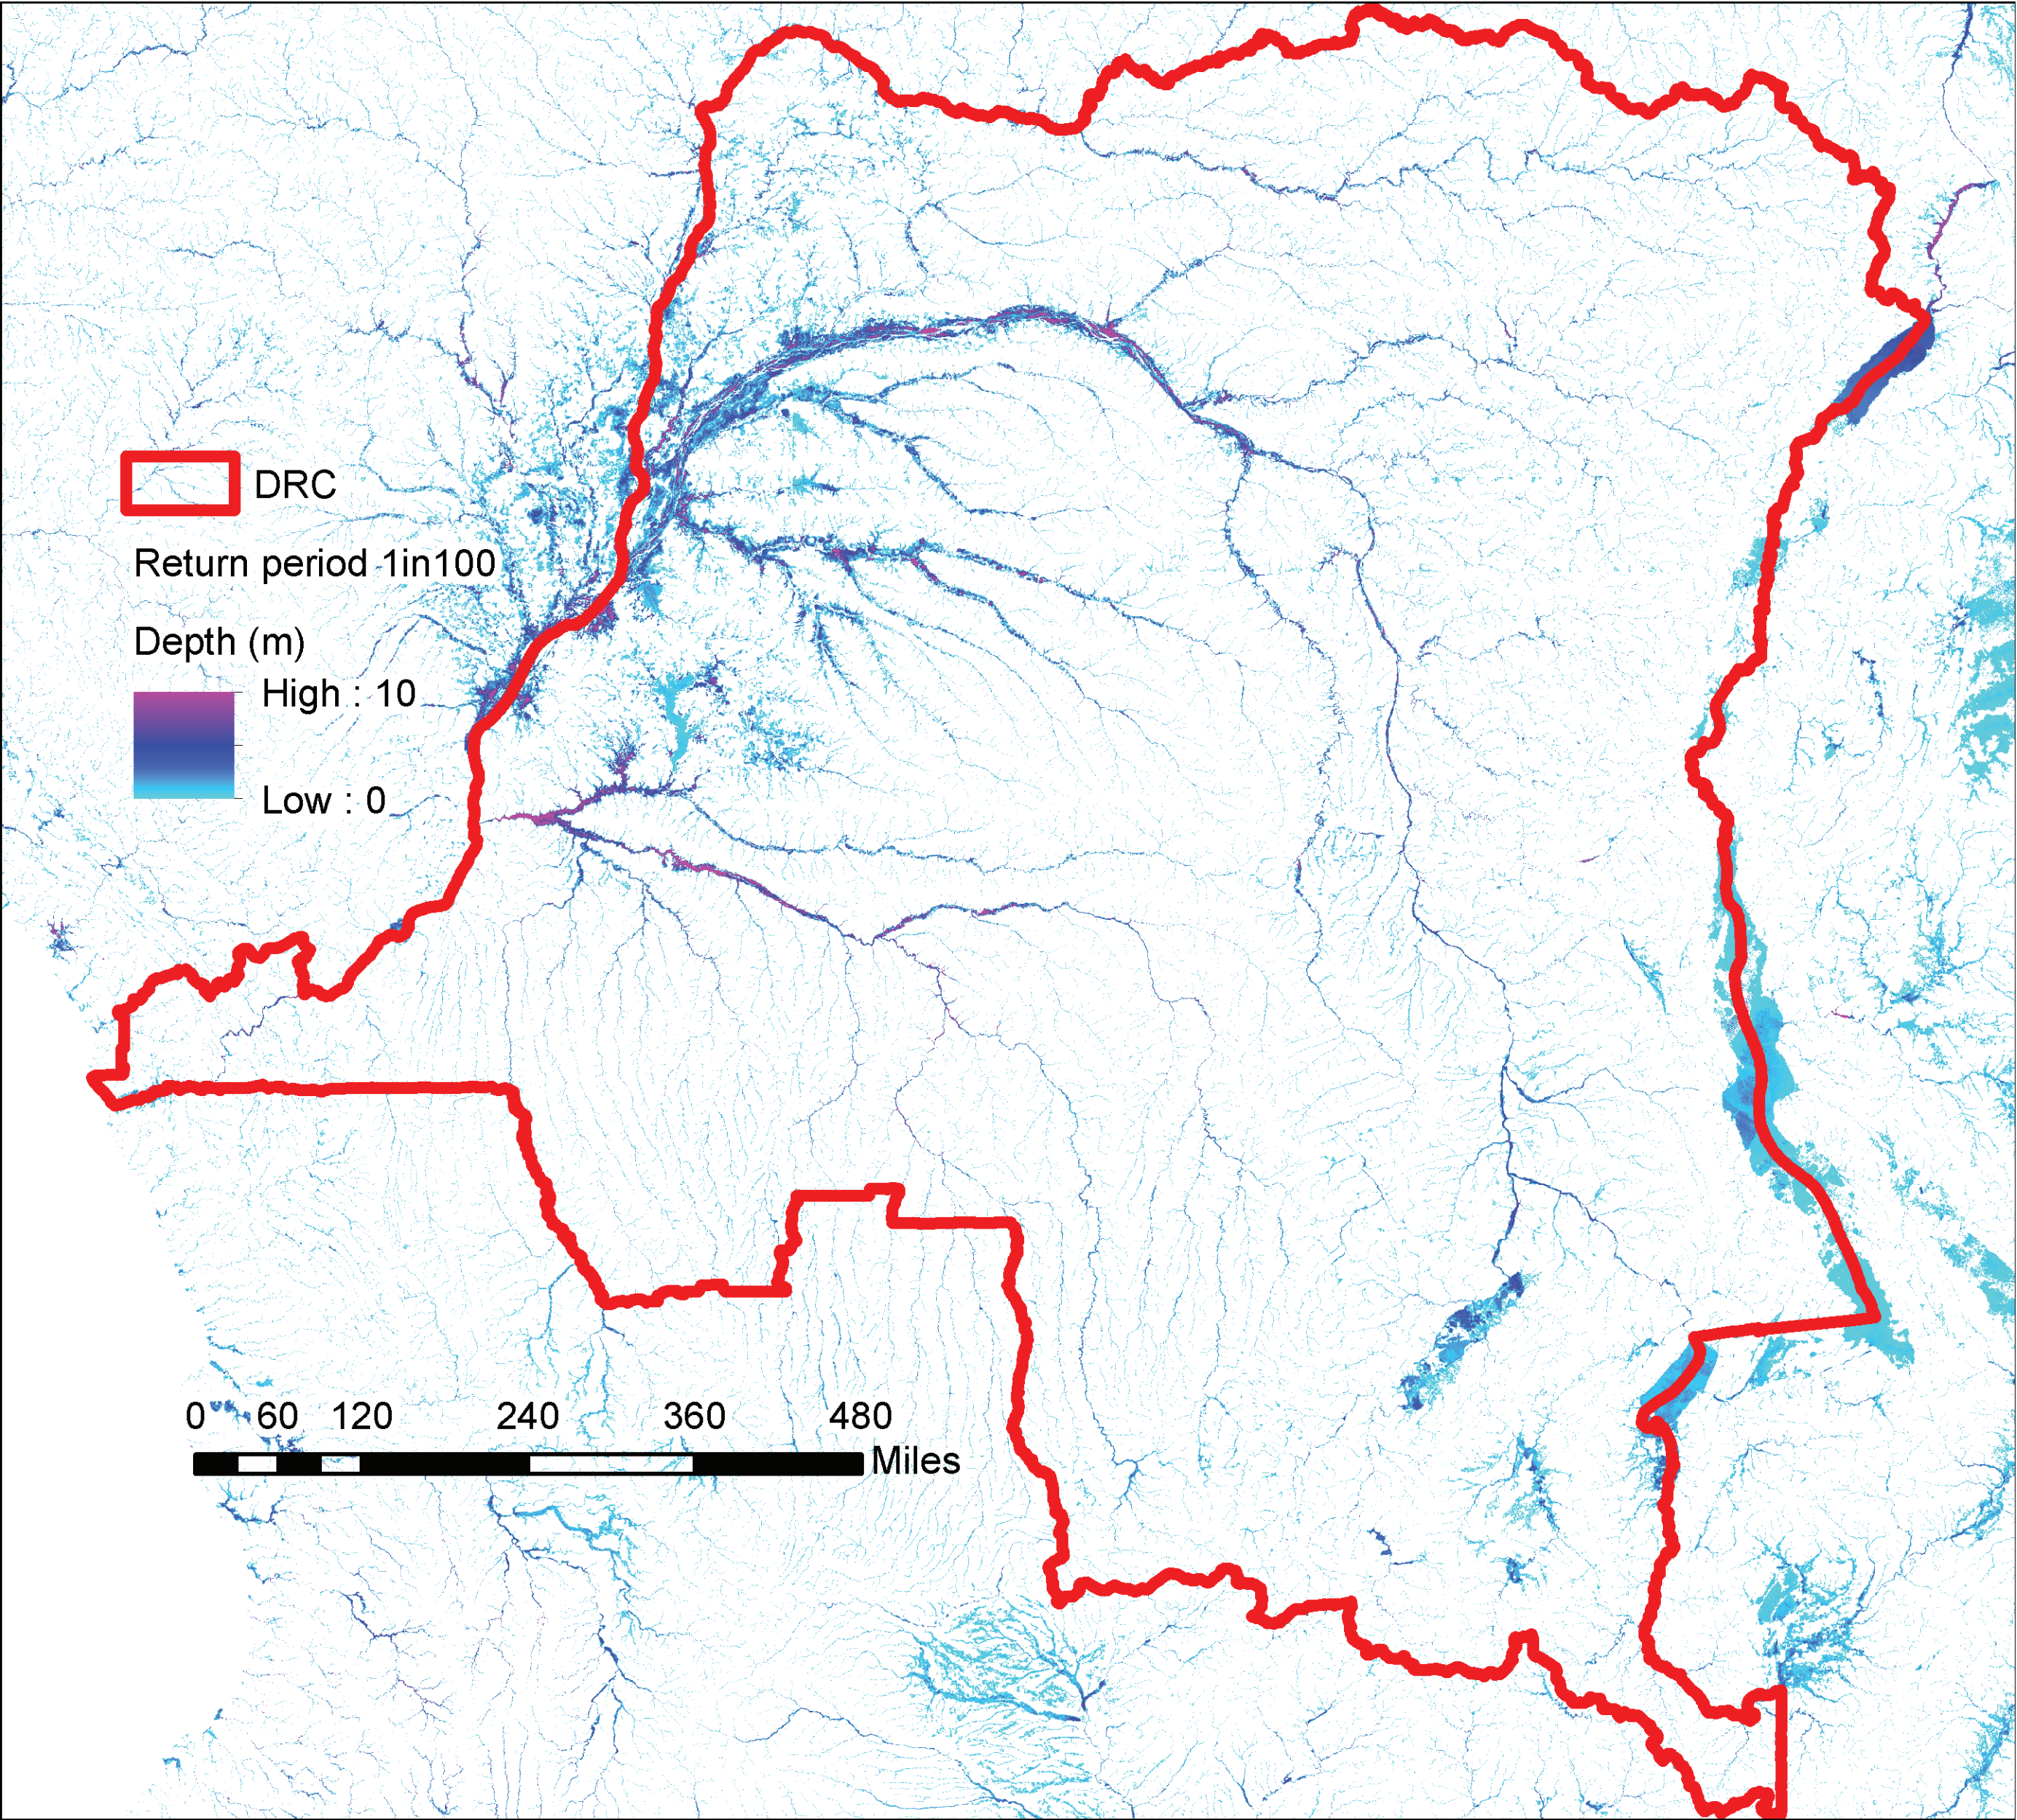 DRC
Return period 1in100
Depth (m)
High : 10
Low : 0
0 60 120 240 360 480
Miles